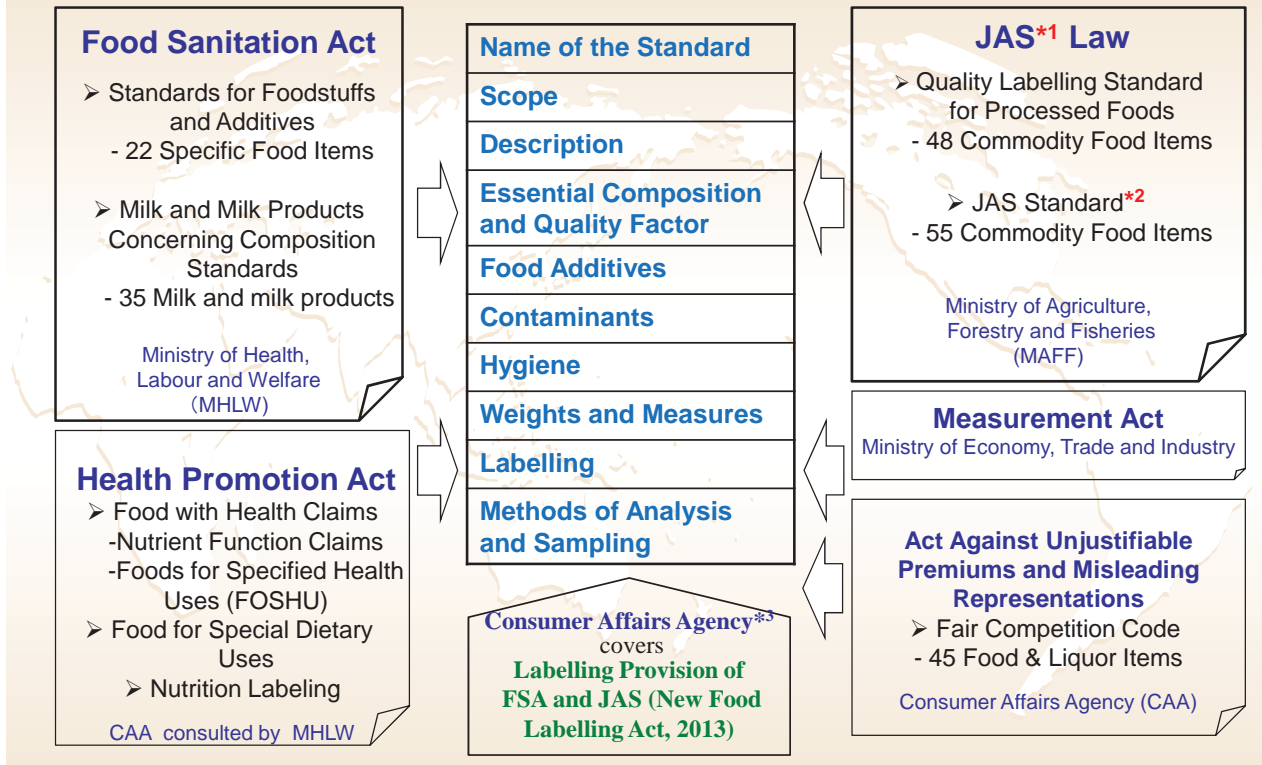 Food Sanitation Act
➢ Standards for Foodstuffs
and Additives
- 22 Specific Food Items
➢ Milk and Milk Products
Concerning Composition
Standards
- 35 Milk and milk products
Ministry of Health,
Labour and Welfare
(MHLW)
Health Promotion Act
➢ Food with Health Claims
-Nutrient Function Claims
-Foods for Specified Health
Uses (FOSHU)
➢ Food for Special Dietary
Uses
➢ Nutrition Labeling
CAA consulted by MHLW
Name of the Standard
Scope
Description
Essential Composition
and Quality Factor
Food Additives
Contaminants
Hygiene
Weights and Measures
Labelling
Methods of Analysis
and Sampling
Consumer Affairs Agency*3
covers
Labelling Provision of
FSA and JAS (New Food
Labelling Act, 2013)
JAS*1 Law
➢ Quality Labelling Standard
for Processed Foods
- 48 Commodity Food Items
➢ JAS Standard*2
- 55 Commodity Food Items
Ministry of Agriculture,
Forestry and Fisheries
(MAFF)
Measurement Act
Ministry of Economy, Trade and Industry
Act Against Unjustifiable
Premiums and Misleading
Representations
➢ Fair Competition Code
- 45 Food & Liquor Items
Consumer Affairs Agency (CAA)